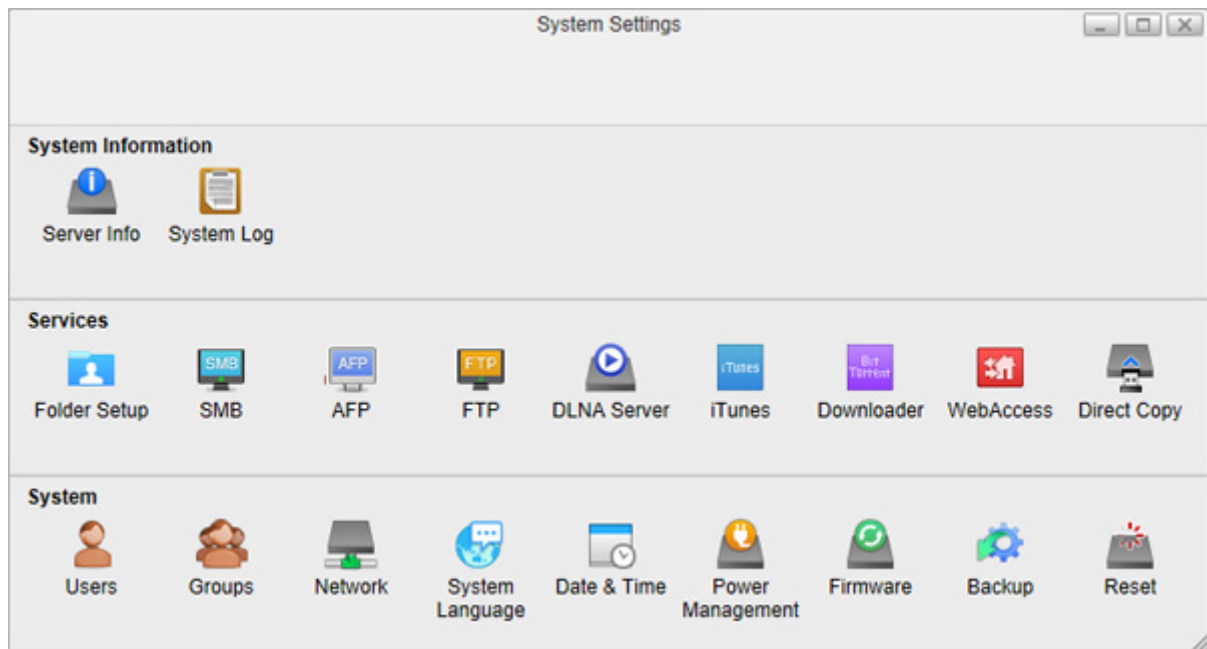 System Settings
System Information
Server Info
System Log
Services
SMB
AFP
FTP
iTunes
Bit
Torrent
Folder Setup
SMB
AFP
FTP
DLNA Server
iTunes
Downloader
WebAccess
Direct Copy
System
Users
Groups
Network
System
Language
Date & Time
Power
Management
Firmware
Backup
Reset